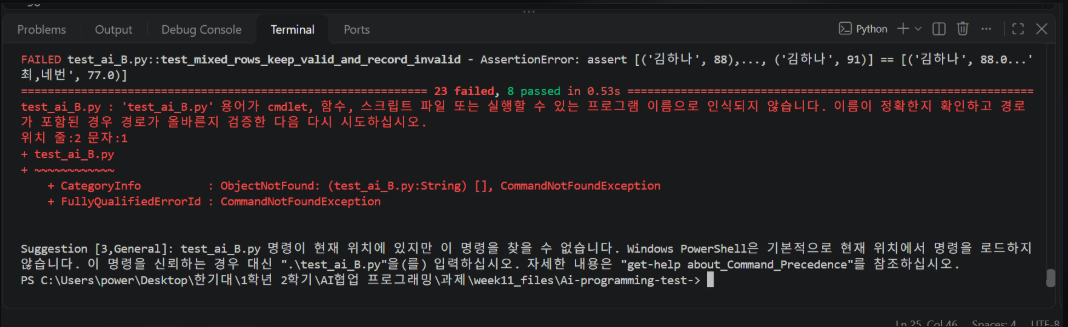 Problems Output Debug Console Terminal Ports Python
FAILED test_ai_B.py::test_mixed_rows_keep_valid_and_record_invalid - AssertionError: assert [('김하나', 88),..., ('김하나', 91)] == [('김하나', 88.0...'
최,네번', 77.0)]
23 failed, 8 passed in 0.53s
test_ai_B.py : 'test_ai_B.py' 용어가 cmdlet, 함수, 스크립트 파일 또는 실행할 수 있는 프로그램 이름으로 인식되지 않습니다. 이름이 정확한지 확인하고 경로
가 포함된 경우 경로가 올바른지 검증한 다음 다시 시도하십시오.
위치 줄:2 문자:1
+ test_ai_B.py
+ ~~~~~~~~~~~~
+ CategoryInfo : ObjectNotFound: (test_ai_B.py:String) [], CommandNotFoundException
+ FullyQualifiedErrorId : CommandNotFoundException
Suggestion [3,General]: test_ai_B.py 명령이 현재 위치에 있지만 이 명령을 찾을 수 없습니다. Windows PowerShell은 기본적으로 현재 위치에서 명령을 로드하지
않습니다. 이 명령을 신뢰하는 경우 대신 ".\test_ai_B.py"을(를) 입력하십시오. 자세한 내용은 "get-help about_Command_Precedence"를 참조하십시오.
PS C:\Users\power\Desktop\한기대\1학년 2학기\AI협업 프로그래밍\과제\week11_files\Ai-programming-test->
Ln 25, Col 46 Spaces: 4 UTF-8